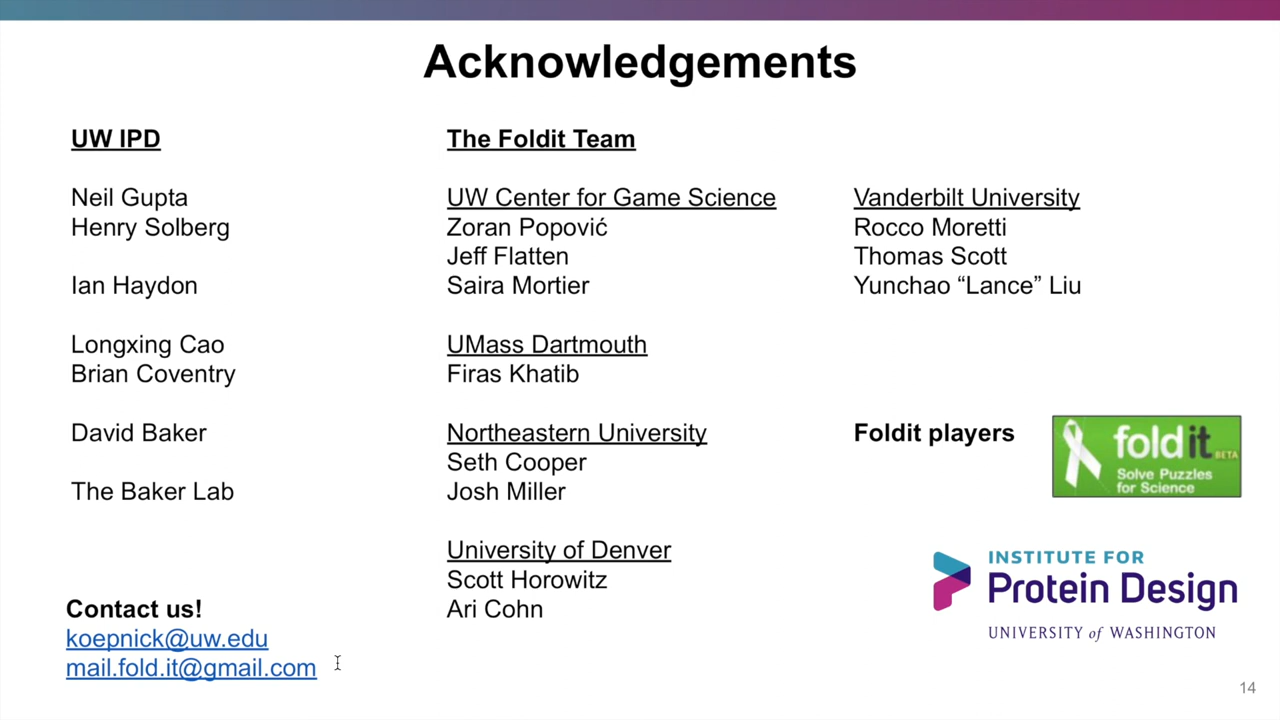 Acknowledgements
UW IPD
Neil Gupta
Henry Solberg
Ian Haydon
Longxing Cao
Brian Coventry
David Baker
The Baker Lab
Contact us!
koepnick@uw.edu
mail.fold.it@gmail.com
The Foldit Team
UW Center for Game Science
Zoran Popović
Jeff Flatten
Saira Mortier
UMass Dartmouth
Firas Khatib
Northeastern University
Seth Cooper
Josh Miller
University of Denver
Scott Horowitz
Ari Cohn
Vanderbilt University
Rocco Moretti
Thomas Scott
Yunchao “Lance” Liu
Foldit players
foldit BETA
Solve Puzzles
for Science
INSTITUTE FOR
Protein Design
UNIVERSITY of WASHINGTON
14